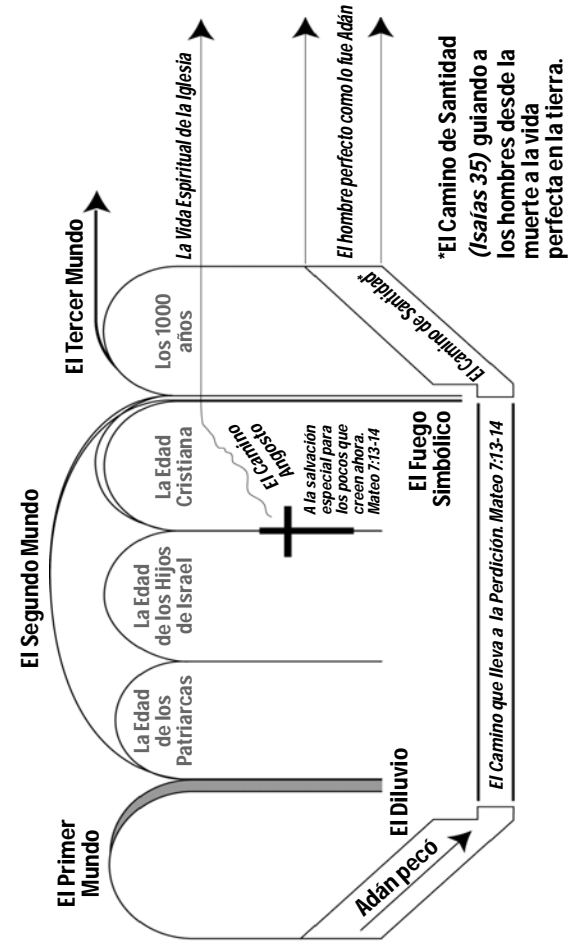 El Primer
Mundo
El Segundo Mundo
El Tercer Mundo
La Edad
de los
Patriarcas
La Edad
de los Hijos
de Israel
La Edad
Cristiana
Los 1000
años
La Vida Espiritual de la Iglesia
El Camino
Angosto
A la salvación
especial para
los pocos que
creen ahora.
Mateo 7:13-14
El Diluvio
El Fuego
Simbólico
Adán pecó
El Camino que lleva a la Perdición. Mateo 7:13-14
El Camino de Santidad*
El hombre perfecto como lo fue Adán
*El Camino de Santidad
(Isaías 35) guiando a
los hombres desde la
muerte a la vida
perfecta en la tierra.